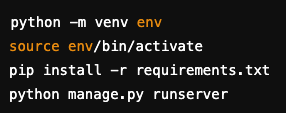 python -m venv env
source env/bin/activate
pip install -r requirements.txt
python manage.py runserver